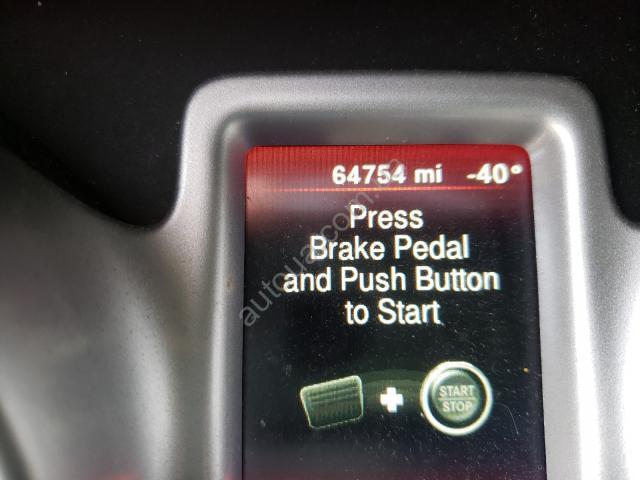 64754 mi -40°
Press
Brake Pedal
and Push Button
to Start
START
STOP